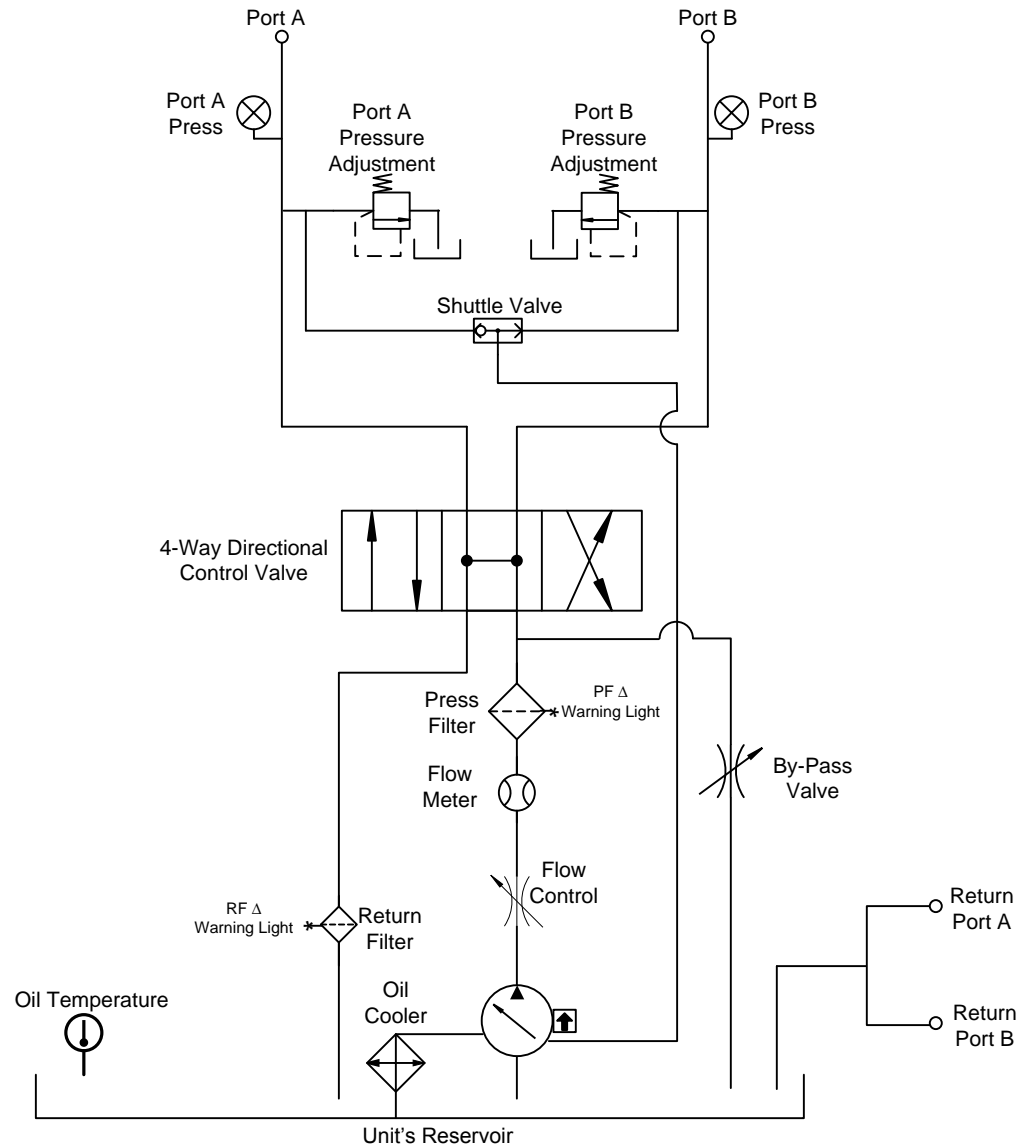 Port A
Port B
Port A
Press
Port A
Pressure
Adjustment
Port B
Pressure
Adjustment
Port B
Press
Shuttle Valve
4-Way Directional
Control Valve
Press
Filter
PF Δ
Warning Light
Flow
Meter
By-Pass
Valve
Flow
Control
RF Δ
Warning Light
Return
Filter
Return
Port A
Oil Temperature
Oil
Cooler
Return
Port B
Unit's Reservoir